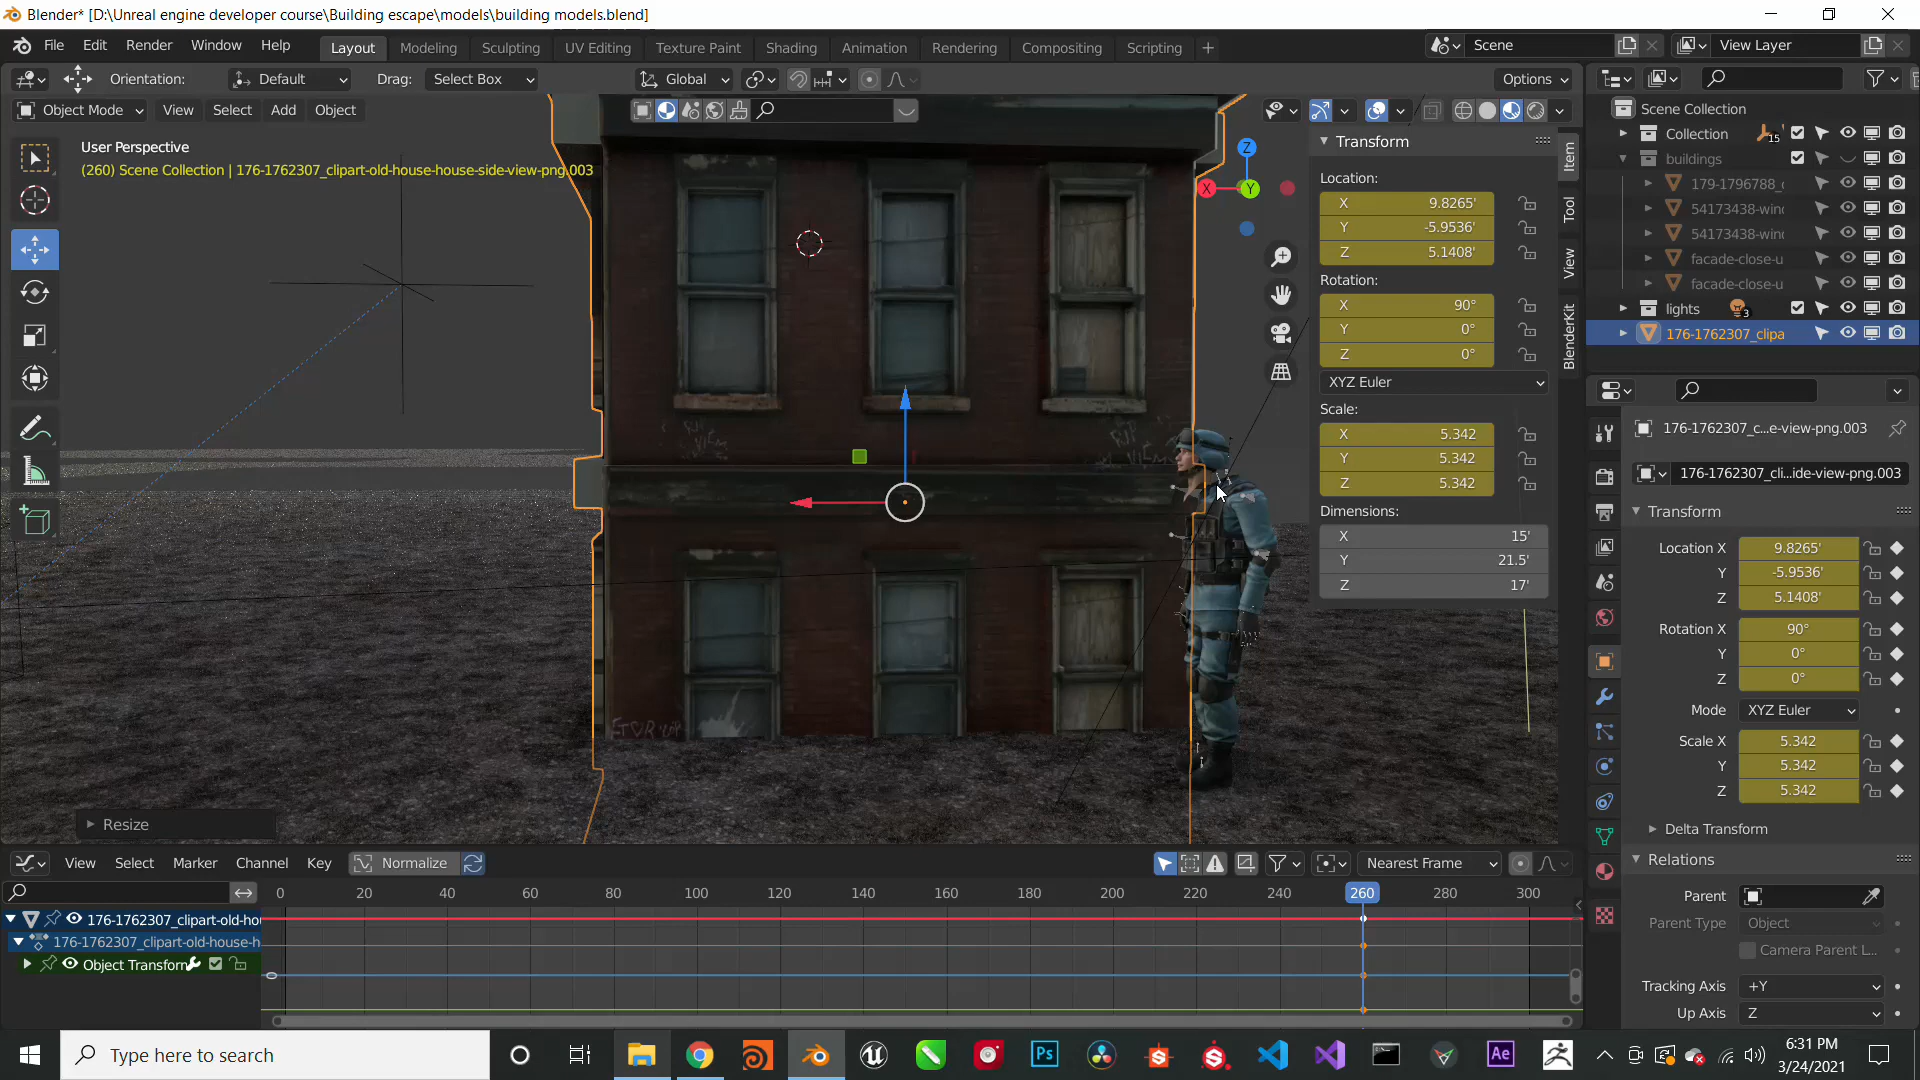 Blender* [D:\Unreal engine developer course\Building escape\models\building models.blend]
File Edit Render Window Help Layout Modeling Sculpting UV Editing Texture Paint Shading Animation Rendering Compositing Scripting + Scene View Layer
Orientation: Default Drag: Select Box Global Options
Object Mode View Select Add Object
User Perspective
(260) Scene Collection | 176-1762307_clipart-old-house-house-side-view-png.003
Z
X
Y
Transform
Location:
X 9.8265'
Y -5.9536'
Z 5.1408'
Rotation:
X 90°
Y 0°
Z 0°
XYZ Euler
Scale:
X 5.342
Y 5.342
Z 5.342
Dimensions:
X 15'
Y 21.5'
Z 17'
Item
Tool
View
BlenderKit
Scene Collection
Collection 15
buildings
179-1796788_c
54173438-wind
54173438-wind
facade-close-u
facade-close-u
lights 3
176-1762307_clipa
176-1762307_c...e-view-png.003
176-1762307_cli...ide-view-png.003
Transform
Location X 9.8265'
Y -5.9536'
Z 5.1408'
Rotation X 90°
Y 0°
Z 0°
Mode XYZ Euler
Scale X 5.342
Y 5.342
Z 5.342
Delta Transform
Relations
Parent
Parent Type Object
Camera Parent L...
Tracking Axis +Y
Up Axis Z
Resize
View Select Marker Channel Key Normalize Nearest Frame
0 20 40 60 80 100 120 140 160 180 200 220 240 260 280 300
176-1762307_clipart-old-hou
176-1762307_clipart-old-house-h
Object Transform
Type here to search
Ps
Ae
6:31 PM
3/24/2021